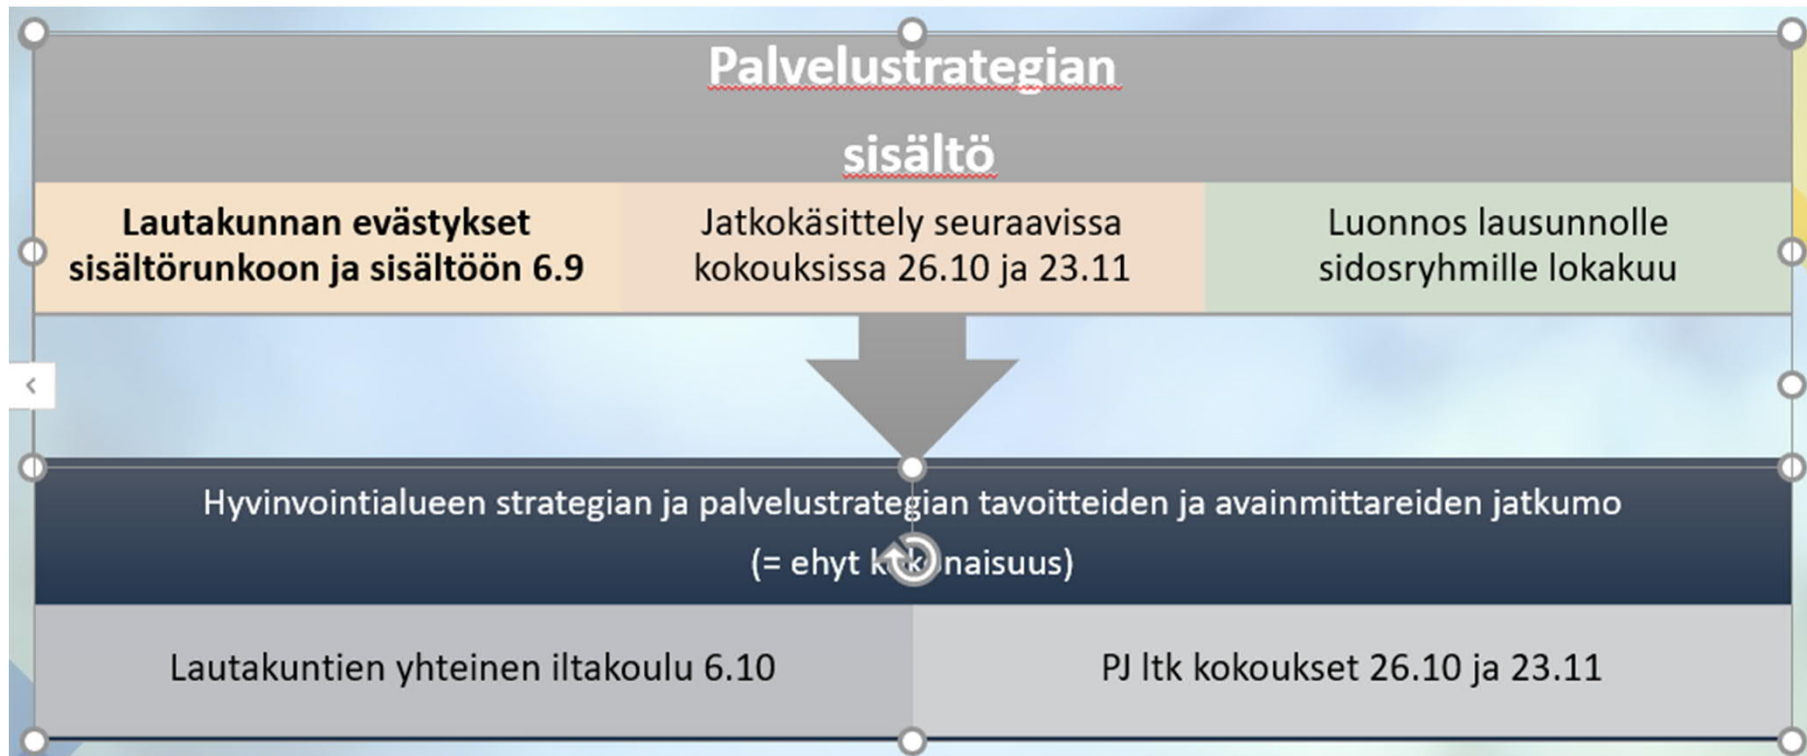 Palvelustrategian
sisältö
Lautakunnan evästykset
sisältörunkoon ja sisältöön 6.9
Jatkokäsittely seuraavissa
kokouksissa 26.10 ja 23.11
Luonnos lausunnolle
sidosryhmille lokakuu
Hyvinvointialueen strategian ja palvelustrategian tavoitteiden ja avainmittareiden jatkumo
(= ehyt kokonaisuus)
Lautakuntien yhteinen iltakoulu 6.10
PJ ltk kokoukset 26.10 ja 23.11